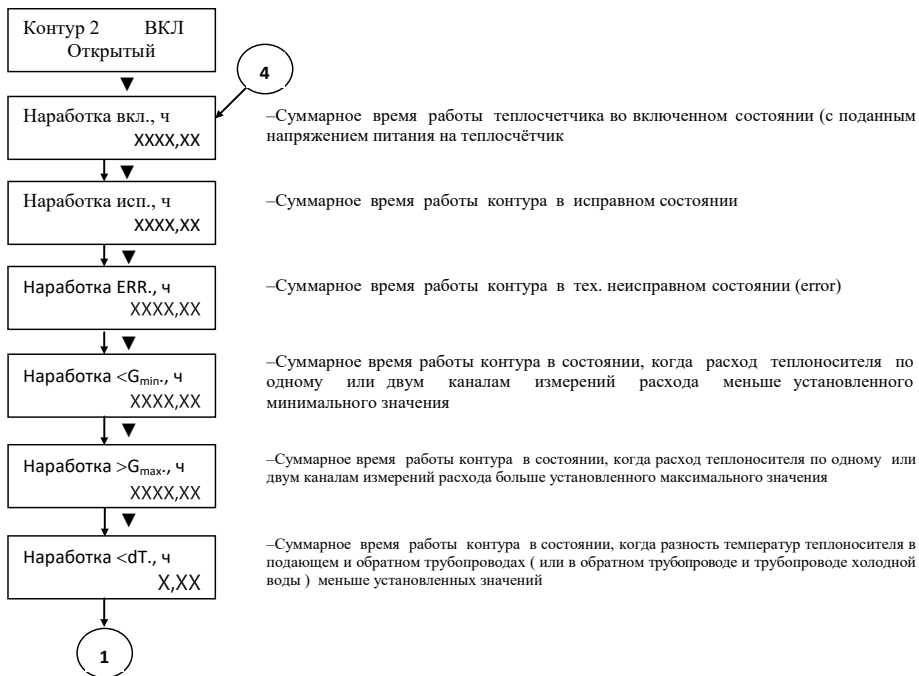 Контур 2 ВКЛ
Открытый
▼
4
Наработка вкл., ч
XXXX,XX
–Суммарное время работы теплосчетчика во включенном состоянии (с поданным
напряжением питания на теплосчётчик
▼
Наработка исп., ч
XXXX,XX
–Суммарное время работы контура в исправном состоянии
▼
Наработка ERR., ч
XXXX,XX
–Суммарное время работы контура в тех. неисправном состоянии (error)
▼
Наработка <Gmin., ч
XXXX,XX
–Суммарное время работы контура в состоянии, когда расход теплоносителя по
одному или двум каналам измерений расхода меньше установленного
минимального значения
▼
Наработка >Gmax., ч
XXXX,XX
–Суммарное время работы контура в состоянии, когда расход теплоносителя по одному или
двум каналам измерений расхода больше установленного максимального значения
▼
Наработка <dT., ч
X,XX
–Суммарное время работы контура в состоянии, когда разность температур теплоносителя в
подающем и обратном трубопроводах ( или в обратном трубопроводе и трубопроводе холодной
воды ) меньше установленных значений
1